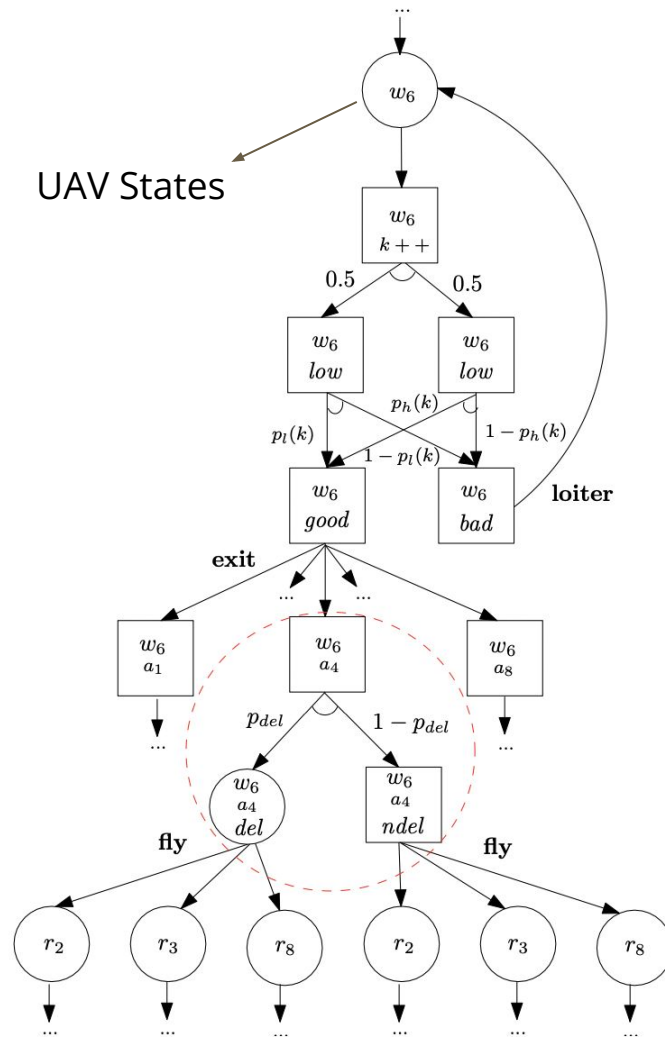 ...
w₆
UAV States
w₆
k + +
0.5
0.5
w₆
low
w₆
low
pₗ(k)
pₕ(k)
1 − pₗ(k)
1 − pₕ(k)
w₆
good
w₆
bad
loiter
exit
...
...
w₆
a₁
w₆
a₄
w₆
a₈
...
...
p_del
1 − p_del
w₆
a₄
del
w₆
a₄
ndel
fly
fly
r₂
r₃
r₈
r₂
r₃
r₈
...
...
...
...
...
...